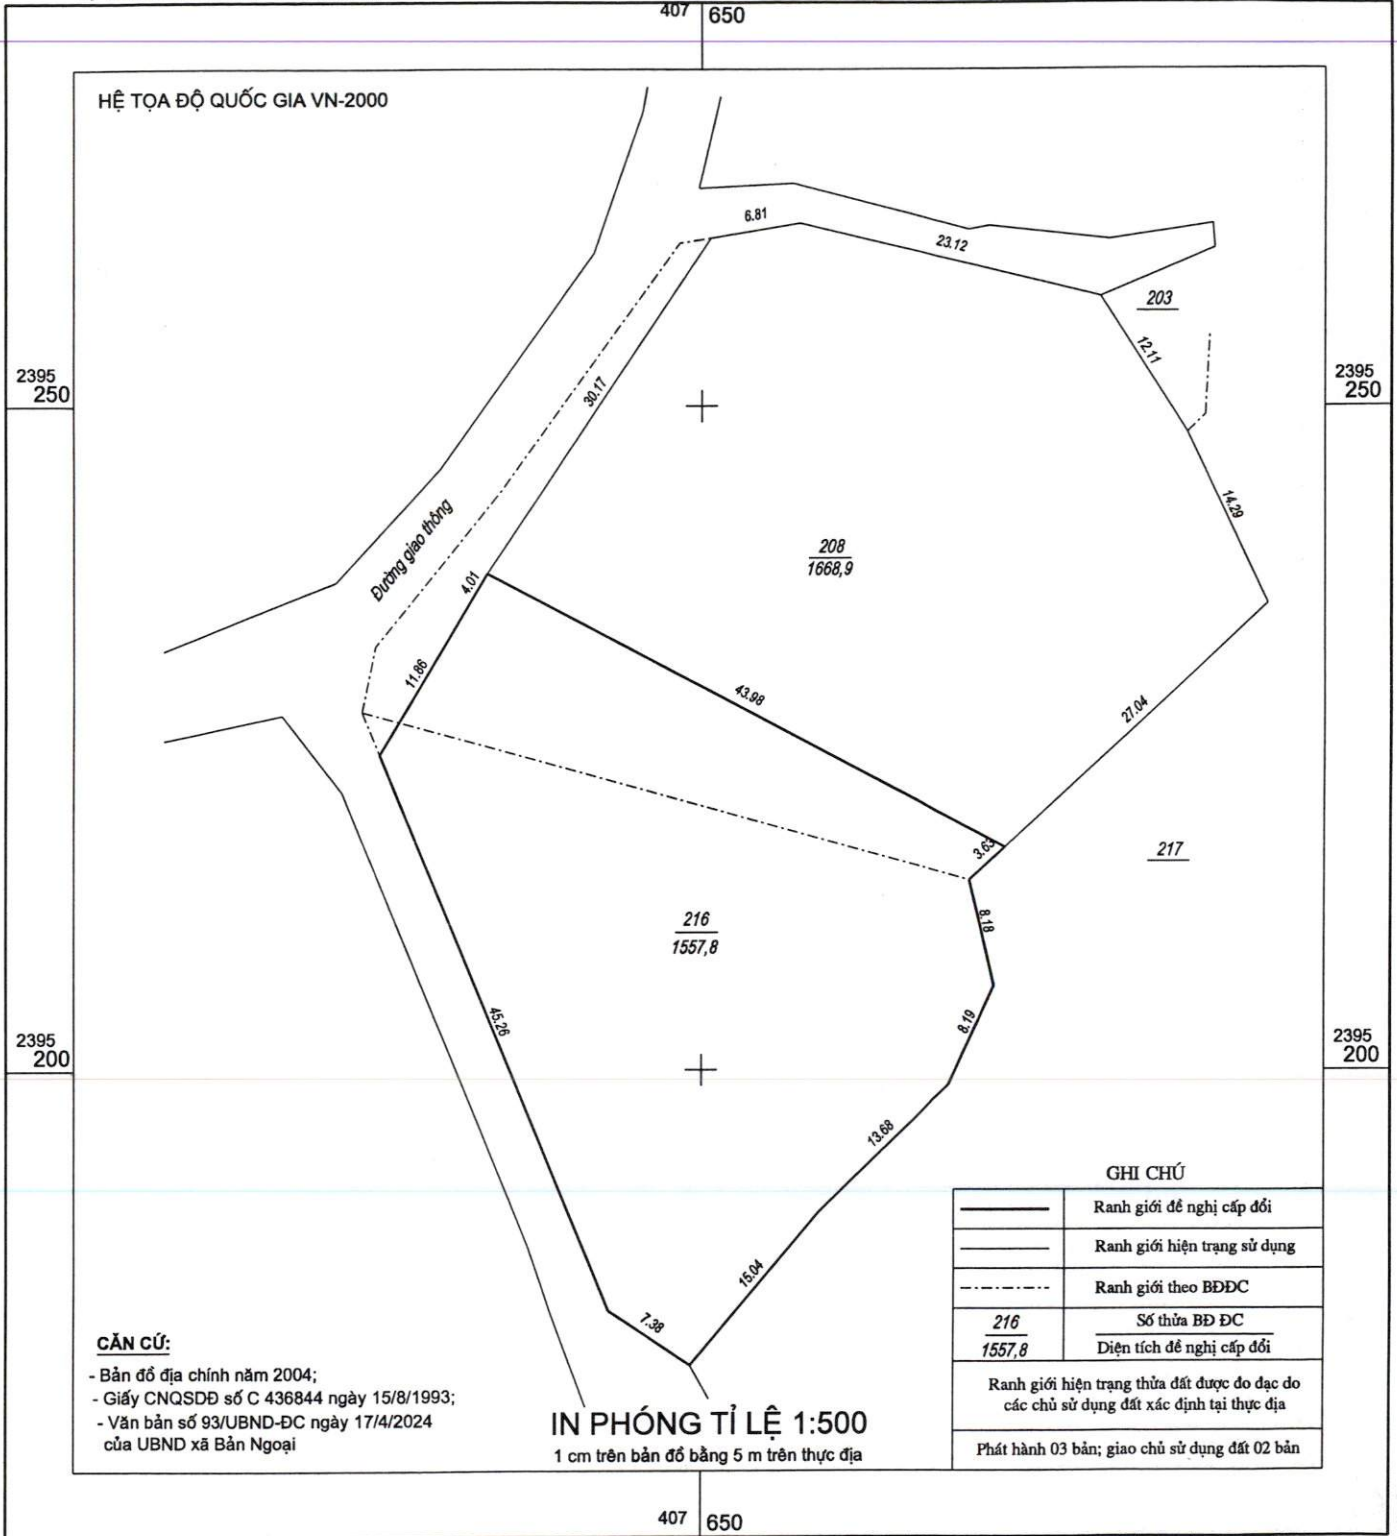 407 650
HỆ TỌA ĐỘ QUỐC GIA VN-2000
6.81
23.12
203
12.11
2395
250
2395
250
30.17
14.29
Đường giao thông
208
1668,9
4.01
11.86
43.98
27.04
3.63
217
216
1557,8
8.18
45.26
8.19
2395
200
2395
200
13.68
15.04
7.38
GHI CHÚ
Ranh giới đề nghị cấp đổi
Ranh giới hiện trạng sử dụng
Ranh giới theo BĐĐC
216
1557,8
Số thửa BĐ ĐC
Diện tích đề nghị cấp đổi
Ranh giới hiện trạng thửa đất được đo đạc do
các chủ sử dụng đất xác định tại thực địa
Phát hành 03 bản; giao chủ sử dụng đất 02 bản
CĂN CỨ:
- Bản đồ địa chính năm 2004;
- Giấy CNQSDĐ số C 436844 ngày 15/8/1993;
- Văn bản số 93/UBND-ĐC ngày 17/4/2024
của UBND xã Bản Ngoại
IN PHÓNG TỈ LỆ 1:500
1 cm trên bản đồ bằng 5 m trên thực địa
407 650